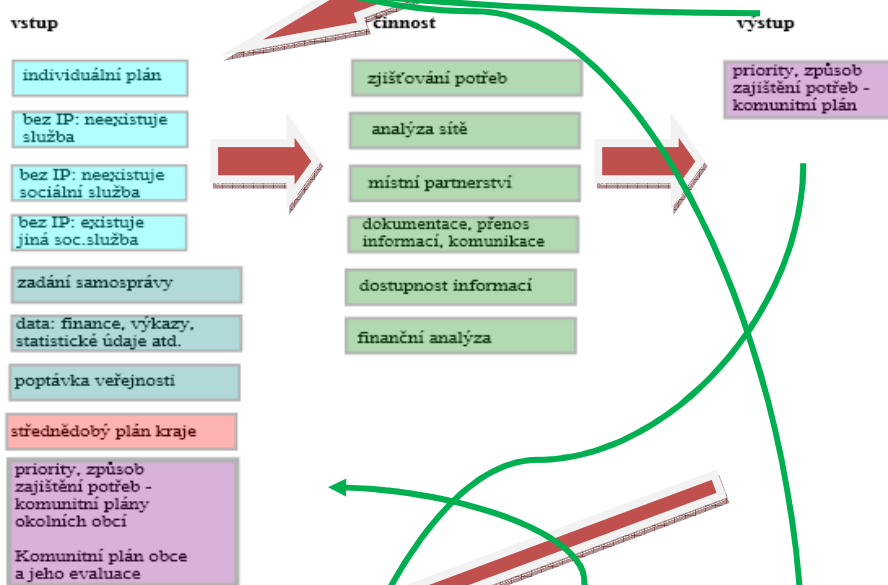 vstup
individuální plán
bez IP: neexistuje
služba
bez IP: neexistuje
sociální služba
bez IP: existuje
jiná soc.služba
zadání samosprávy
data: finance, výkazy,
statistické údaje atd.
poptávka veřejnosti
střednědobý plán kraje
priority, způsob
zajištění potřeb -
komunitní plány
okolních obcí
Komunitní plán obce
a jeho evaluace
činnost
zjišťování potřeb
analýza sítě
místní partnerství
dokumentace, přenos
informací, komunikace
dostupnost informací
finanční analýza
výstup
priority, způsob
zajištění potřeb -
komunitní plán